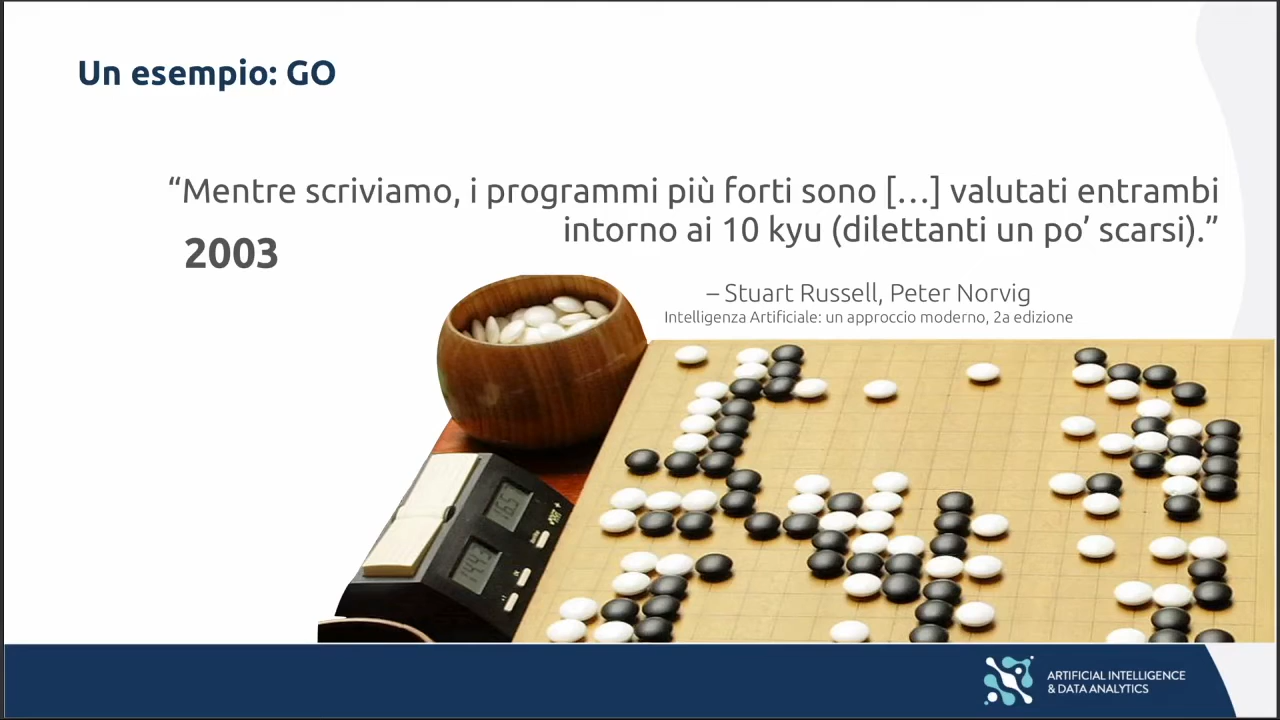 Un esempio: GO
“Mentre scriviamo, i programmi più forti sono […] valutati entrambi
intorno ai 10 kyu (dilettanti un po’ scarsi).”
2003
– Stuart Russell, Peter Norvig
Intelligenza Artificiale: un approccio moderno, 2a edizione
ARTIFICIAL INTELLIGENCE
& DATA ANALYTICS